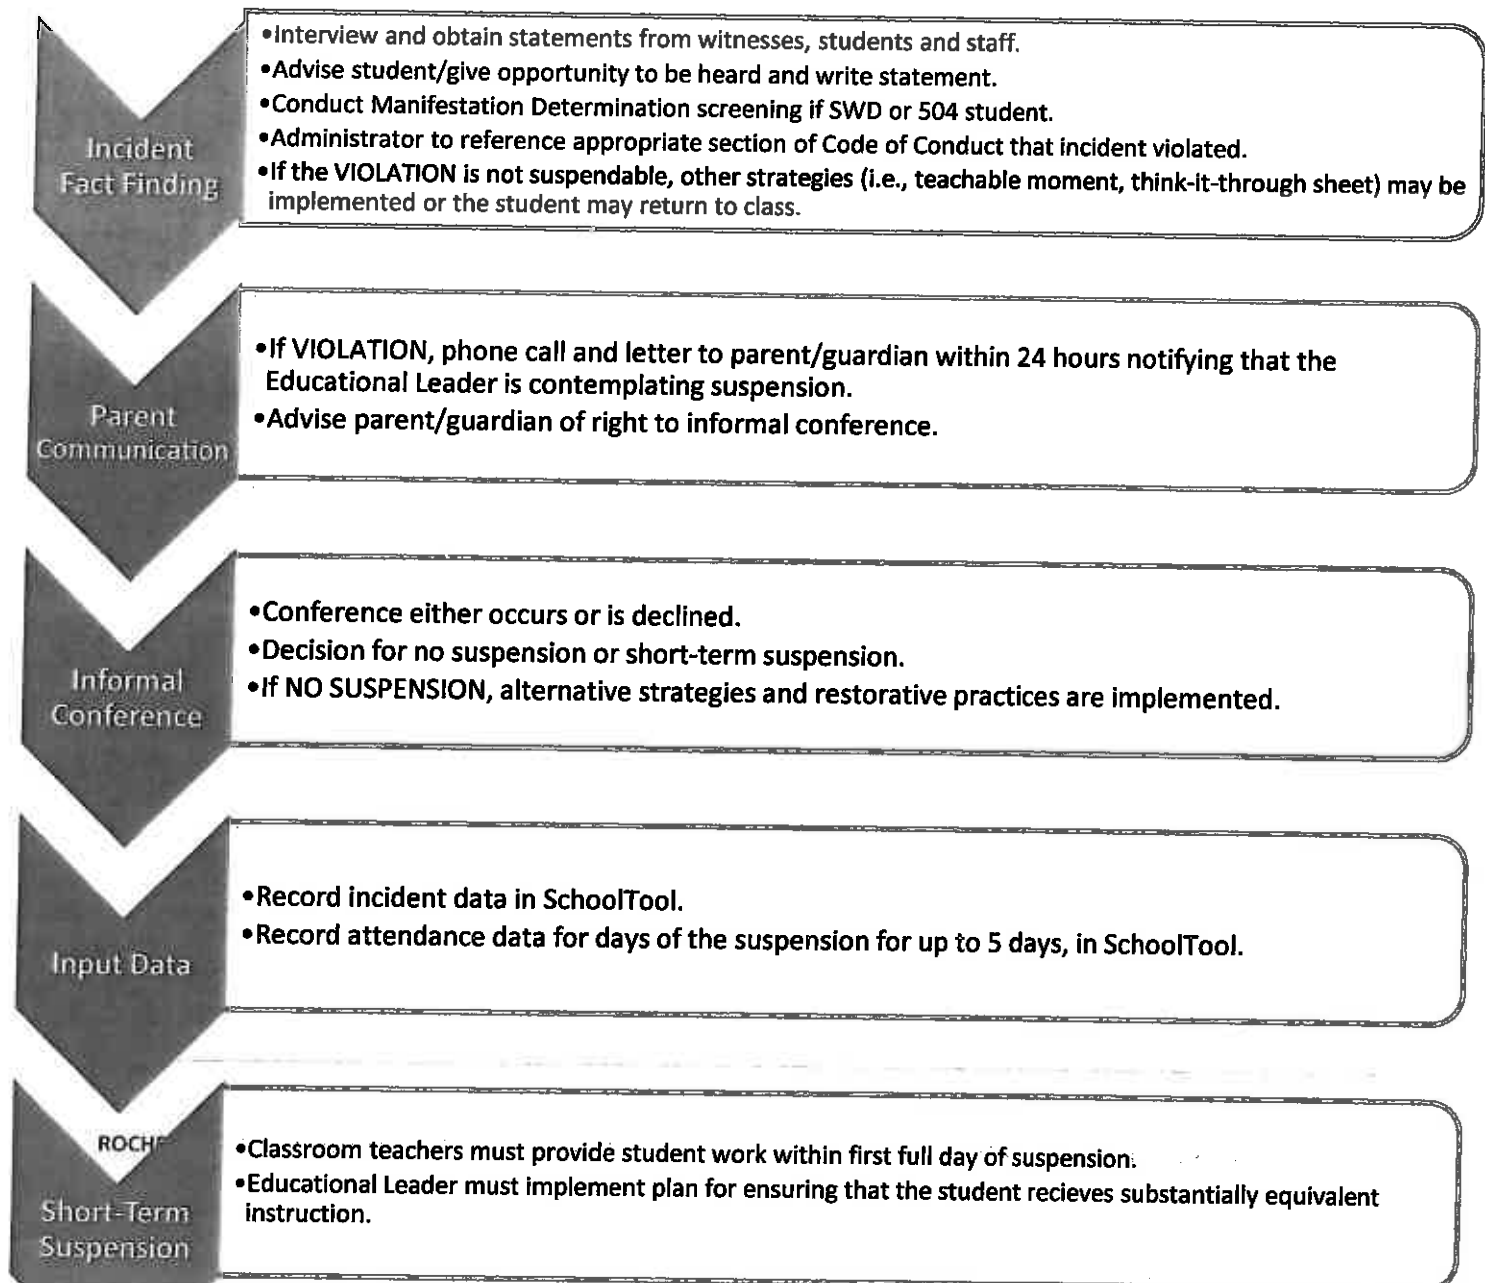 Incident
Fact Finding
•Interview and obtain statements from witnesses, students and staff.
•Advise student/give opportunity to be heard and write statement.
•Conduct Manifestation Determination screening if SWD or 504 student.
•Administrator to reference appropriate section of Code of Conduct that incident violated.
•If the VIOLATION is not suspendable, other strategies (i.e., teachable moment, think-it-through sheet) may be
implemented or the student may return to class.
Parent
Communication
•If VIOLATION, phone call and letter to parent/guardian within 24 hours notifying that the
Educational Leader is contemplating suspension.
•Advise parent/guardian of right to informal conference.
Informal
Conference
•Conference either occurs or is declined.
•Decision for no suspension or short-term suspension.
•If NO SUSPENSION, alternative strategies and restorative practices are implemented.
Input Data
•Record incident data in SchoolTool.
•Record attendance data for days of the suspension for up to 5 days, in SchoolTool.
ROCHE
Short-Term
Suspension
•Classroom teachers must provide student work within first full day of suspension.
•Educational Leader must implement plan for ensuring that the student recieves substantially equivalent
instruction.